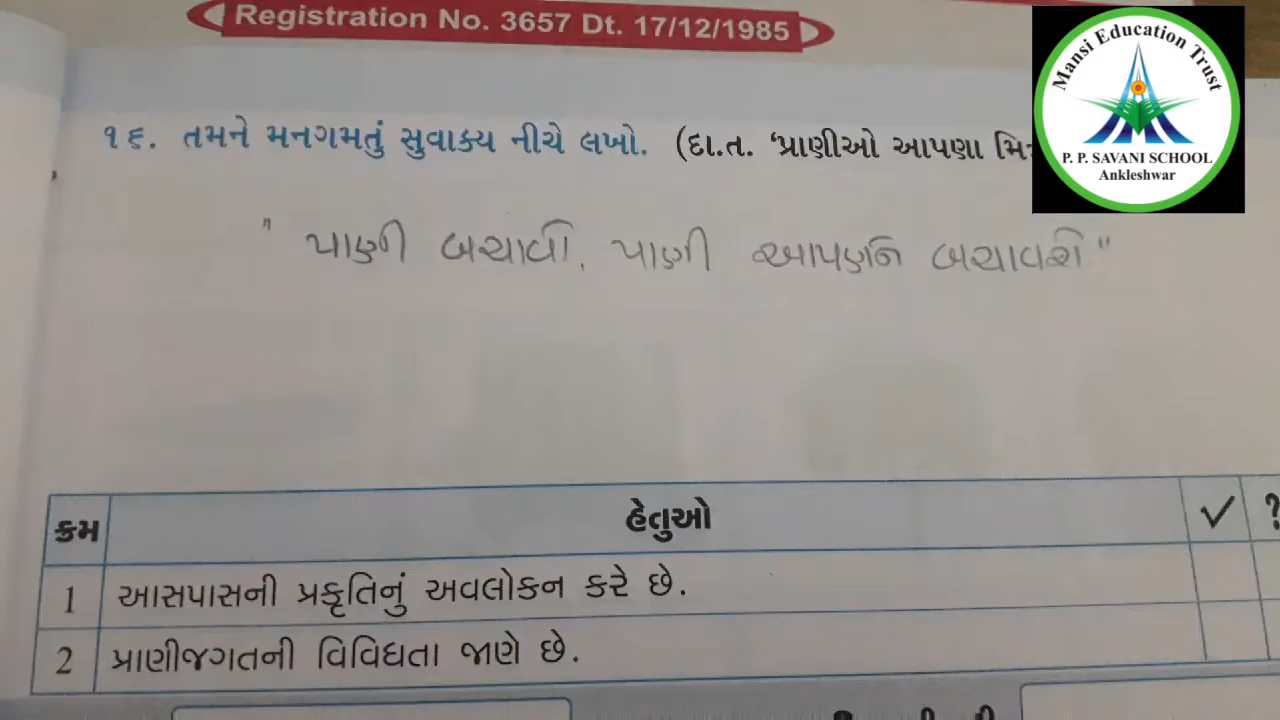 Registration No. 3657 Dt. 17/12/1985
Mansi Education Trust
P. P. SAVANI SCHOOL
Ankleshwar
૧૬. તમને મનગમતું સુવાક્ય નીચે લખો. (દા.ત. 'પ્રાણીઓ આપણા
" પાણી બચાવો, પાણી આપણને બચાવશે "
ક્રમ હેતુઓ ✓ ?
1 આસપાસની પ્રકૃતિનું અવલોકન કરે છે.
2 પ્રાણીજગતની વિવિધતા જાણે છે.